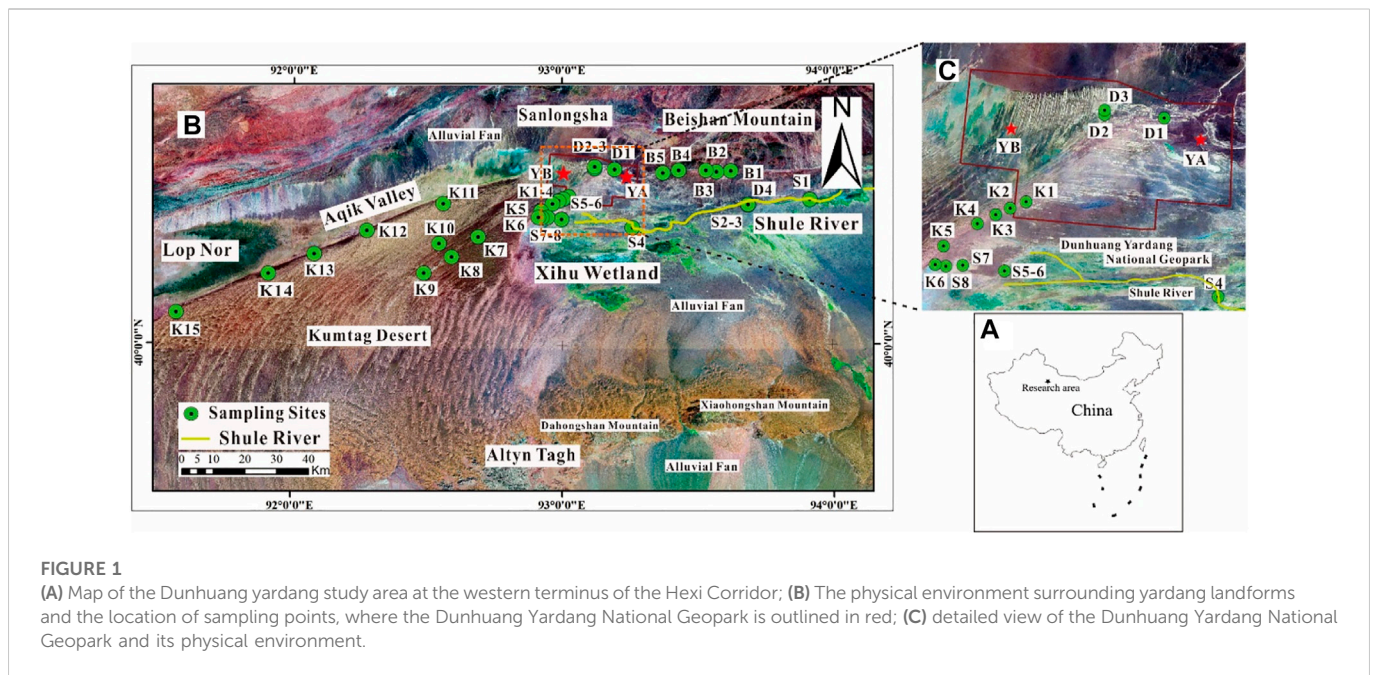 92°0'0"E
93°0'0"E
94°0'0"E
B
N
Sanlongsha
Beishan Mountain
Alluvial Fan
D2-3
D1
B5
B4
B2
YB
YA
B3
B1
S1
K11
K1-4
D4
Aqik Valley
K5
S5-6
K10
K6
S2-3
Shule River
K12
K7
S7-8
S4
Lop Nor
K8
Xihu Wetland
K13
K9
K14
Alluvial Fan
K15
Kumtag Desert
40°0'0"N
40°0'0"N
Sampling Sites
Xiaohongshan Mountain
Shule River
Dahongshan Mountain
0 5 10 20 30 40
Km
Altyn Tagh
Alluvial Fan
92°0'0"E
93°0'0"E
94°0'0"E
C
D3
D2
D1
YB
YA
K2
K1
K4
K3
K5
Dunhuang Yardang
National Geopark
S7
K6
S8
S5-6
S4
Shule River
A
Research area
China
FIGURE 1
(A) Map of the Dunhuang yardang study area at the western terminus of the Hexi Corridor; (B) The physical environment surrounding yardang landforms
and the location of sampling points, where the Dunhuang Yardang National Geopark is outlined in red; (C) detailed view of the Dunhuang Yardang National
Geopark and its physical environment.